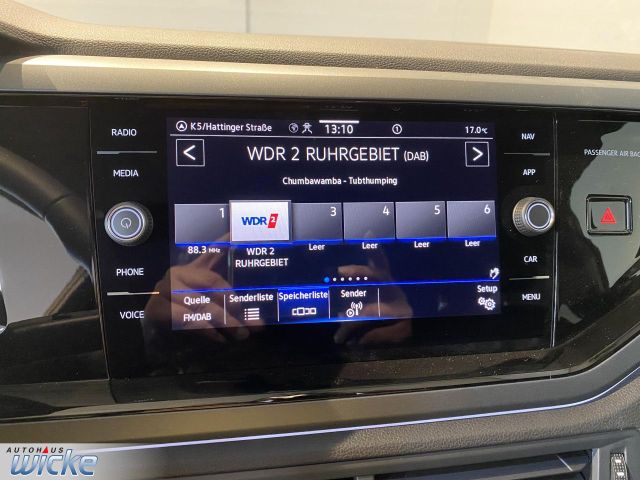 K5/Hattinger Straße
13:10
1
17.0°C
RADIO
MEDIA
PHONE
VOICE
< WDR 2 RUHRGEBIET (DAB) >
Chumbawamba - Tubthumping
1
WDR 2
3
4
5
6
88.3 MHz
WDR 2
RUHRGEBIET
Leer
Leer
Leer
Leer
Quelle
FM/DAB
Senderliste
Speicherliste
Sender
Setup
NAV
APP
CAR
MENU
PASSENGER AIR BAG
AUTOHAUS
WICKE